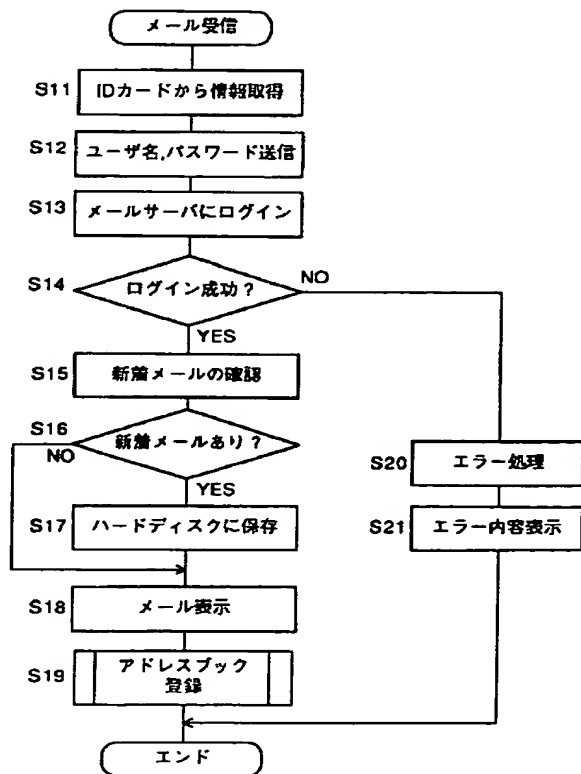 メール受信
S11 IDカードから情報取得
S12 ユーザ名,パスワード送信
S13 メールサーバにログイン
S14 ログイン成功?
NO
YES
S15 新着メールの確認
S16 新着メールあり?
NO
YES
S17 ハードディスクに保存
S18 メール表示
S19 アドレスブック
登録
S20 エラー処理
S21 エラー内容表示
エンド